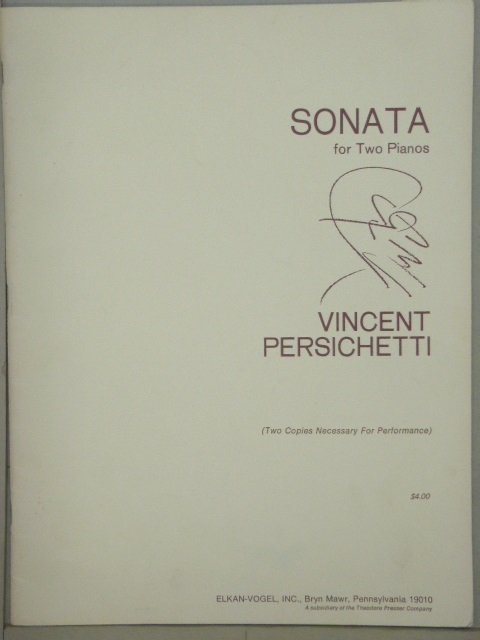 SONATA
for Two Pianos
VINCENT
PERSICHETTI
(Two Copies Necessary For Performance)
$4.00
ELKAN-VOGEL, INC., Bryn Mawr, Pennsylvania 19010
A subsidiary of the Theodore Presser Company